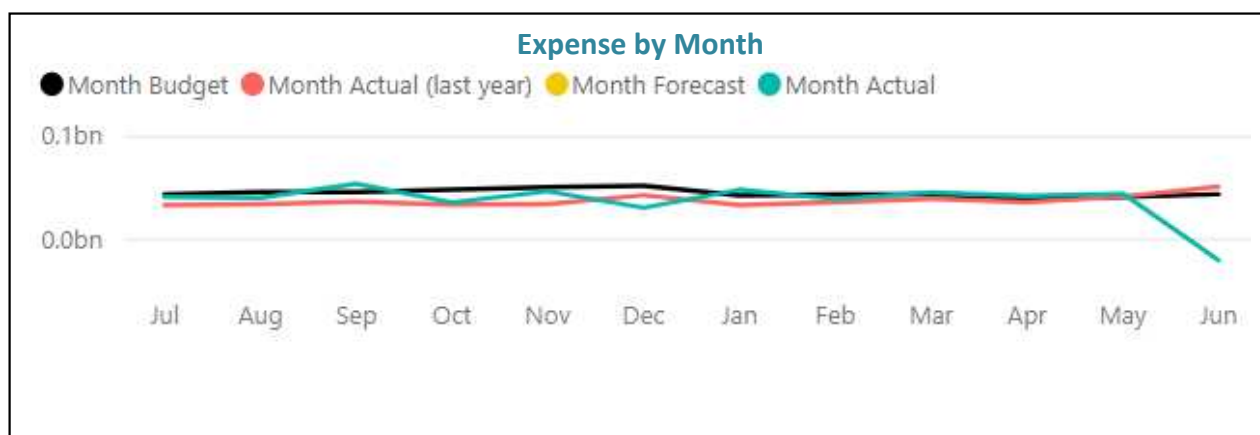 Expense by Month
Month Budget Month Actual (last year) Month Forecast Month Actual
0.1bn
0.0bn
Jul Aug Sep Oct Nov Dec Jan Feb Mar Apr May Jun